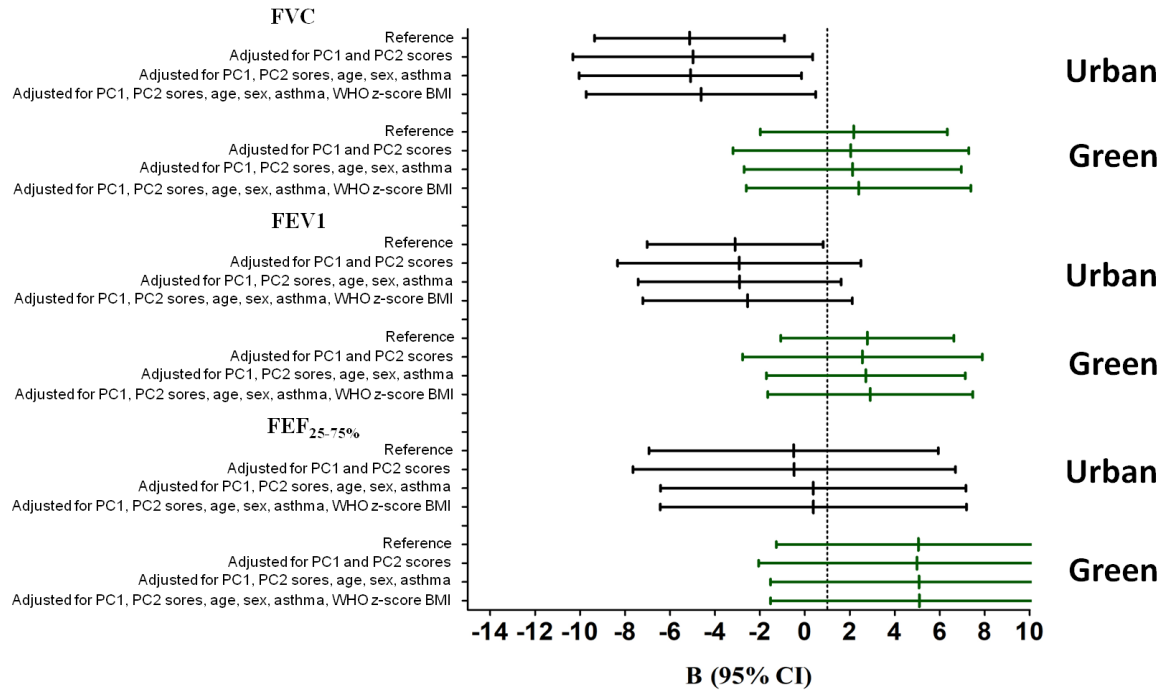 FVC
Reference
Adjusted for PC1 and PC2 scores
Adjusted for PC1, PC2 sores, age, sex, asthma
Adjusted for PC1, PC2 sores, age, sex, asthma, WHO z-score BMI
Urban
Reference
Adjusted for PC1 and PC2 scores
Adjusted for PC1, PC2 sores, age, sex, asthma
Adjusted for PC1, PC2 sores, age, sex, asthma, WHO z-score BMI
Green
FEV1
Reference
Adjusted for PC1 and PC2 scores
Adjusted for PC1, PC2 sores, age, sex, asthma
Adjusted for PC1, PC2 sores, age, sex, asthma, WHO z-score BMI
Urban
Reference
Adjusted for PC1 and PC2 scores
Adjusted for PC1, PC2 sores, age, sex, asthma
Adjusted for PC1, PC2 sores, age, sex, asthma, WHO z-score BMI
Green
FEF25-75%
Reference
Adjusted for PC1 and PC2 scores
Adjusted for PC1, PC2 sores, age, sex, asthma
Adjusted for PC1, PC2 sores, age, sex, asthma, WHO z-score BMI
Urban
Reference
Adjusted for PC1 and PC2 scores
Adjusted for PC1, PC2 sores, age, sex, asthma
Adjusted for PC1, PC2 sores, age, sex, asthma, WHO z-score BMI
Green
-14 -12 -10 -8 -6 -4 -2 0 2 4 6 8 10
B (95% CI)